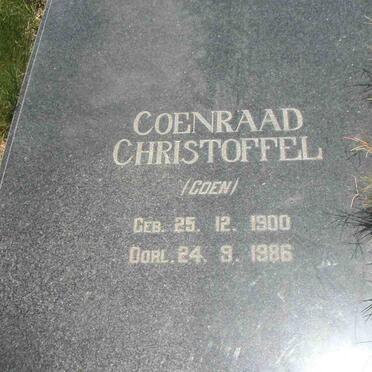 COENRAAD
CHRISTOFFEL
(COEN)
GEB. 25. 12. 1900
OORL. 24. 9. 1986